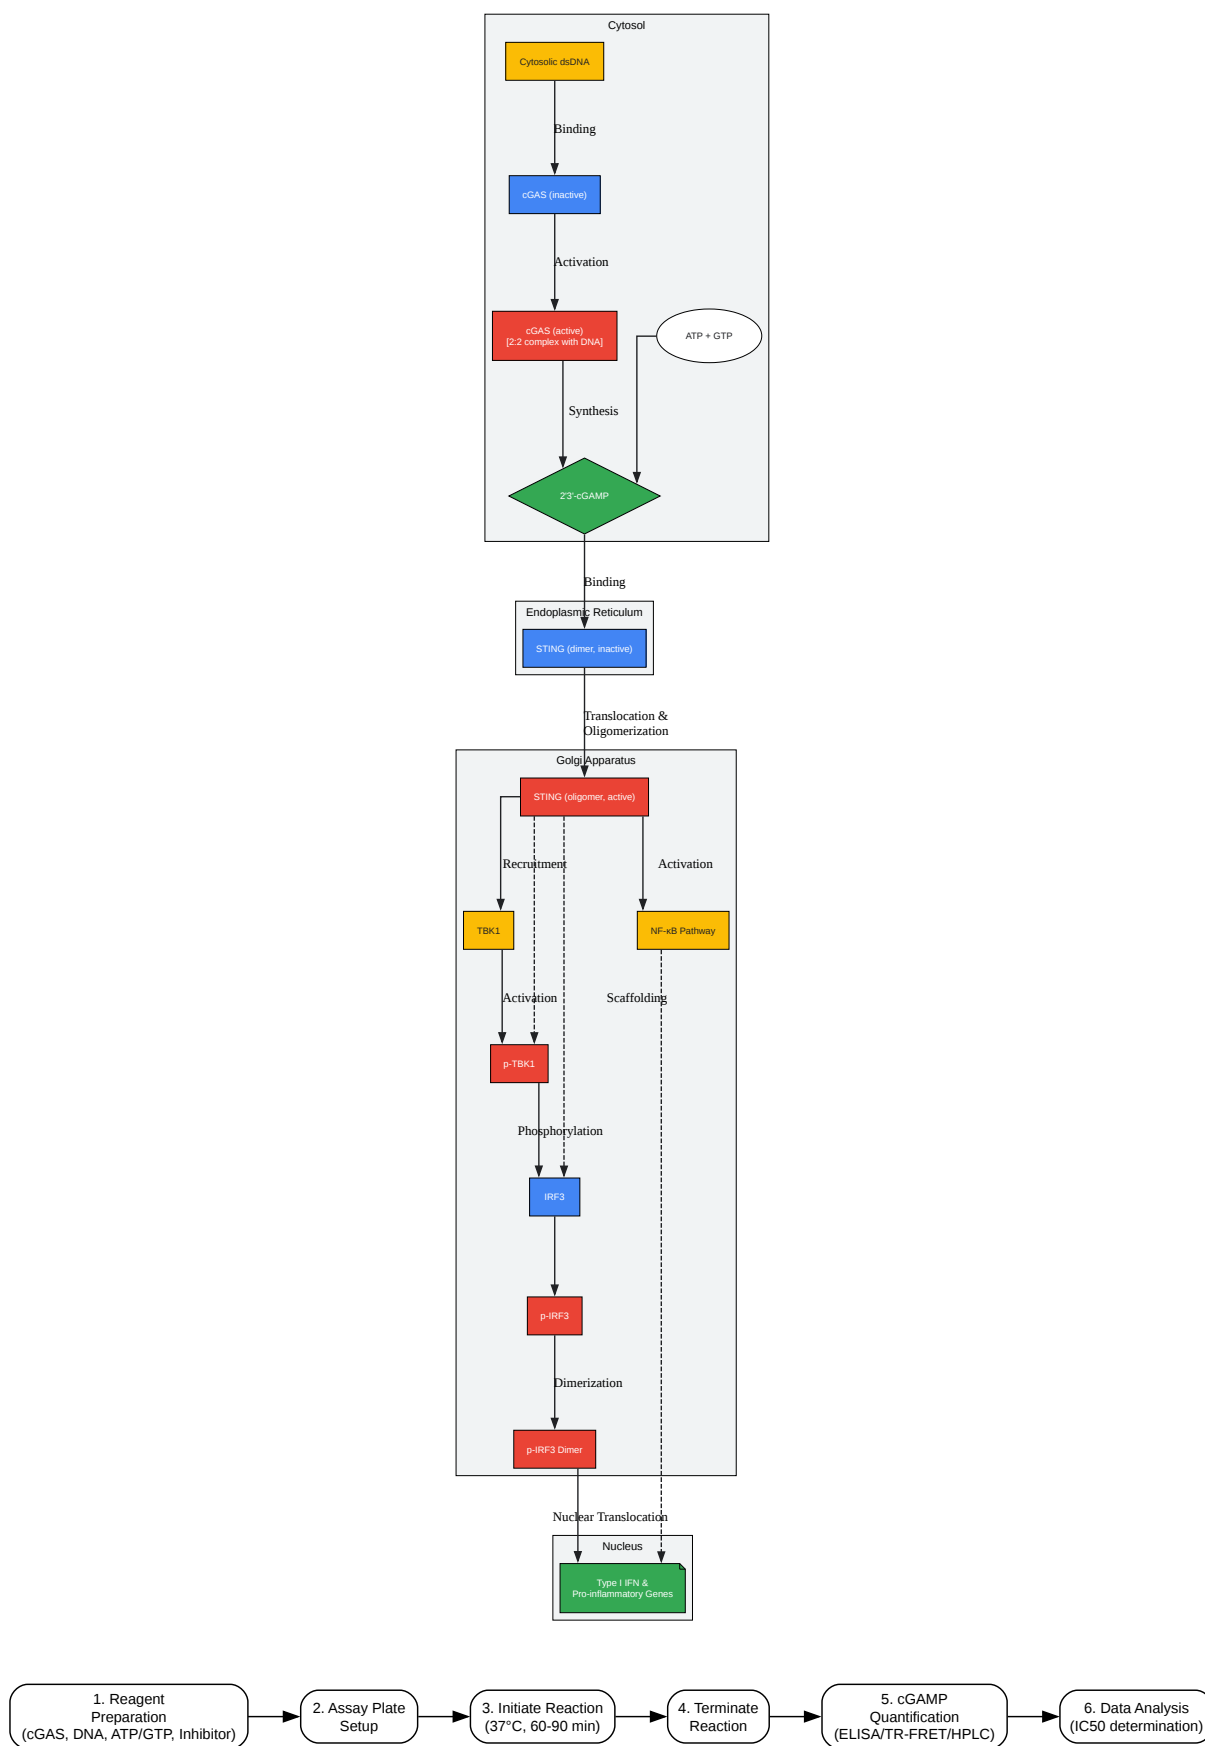 Cytosol
Cytosolic dsDNA
Binding
cGAS (inactive)
Activation
cGAS (active)
[2:2 complex with DNA]
ATP + GTP
Synthesis
2'3'-cGAMP
Binding
Endoplasmic Reticulum
STING (dimer, inactive)
Translocation &
Oligomerization
Golgi Apparatus
STING (oligomer, active)
Recruitment
Activation
TBK1
NF-κB Pathway
Activation
Scaffolding
p-TBK1
Phosphorylation
IRF3
p-IRF3
Dimerization
p-IRF3 Dimer
Nuclear Translocation
Nucleus
Type I IFN &
Pro-inflammatory Genes
1. Reagent
Preparation
(cGAS, DNA, ATP/GTP, Inhibitor)
2. Assay Plate
Setup
3. Initiate Reaction
(37°C, 60-90 min)
4. Terminate
Reaction
5. cGAMP
Quantification
(ELISA/TR-FRET/HPLC)
6. Data Analysis
(IC50 determination)